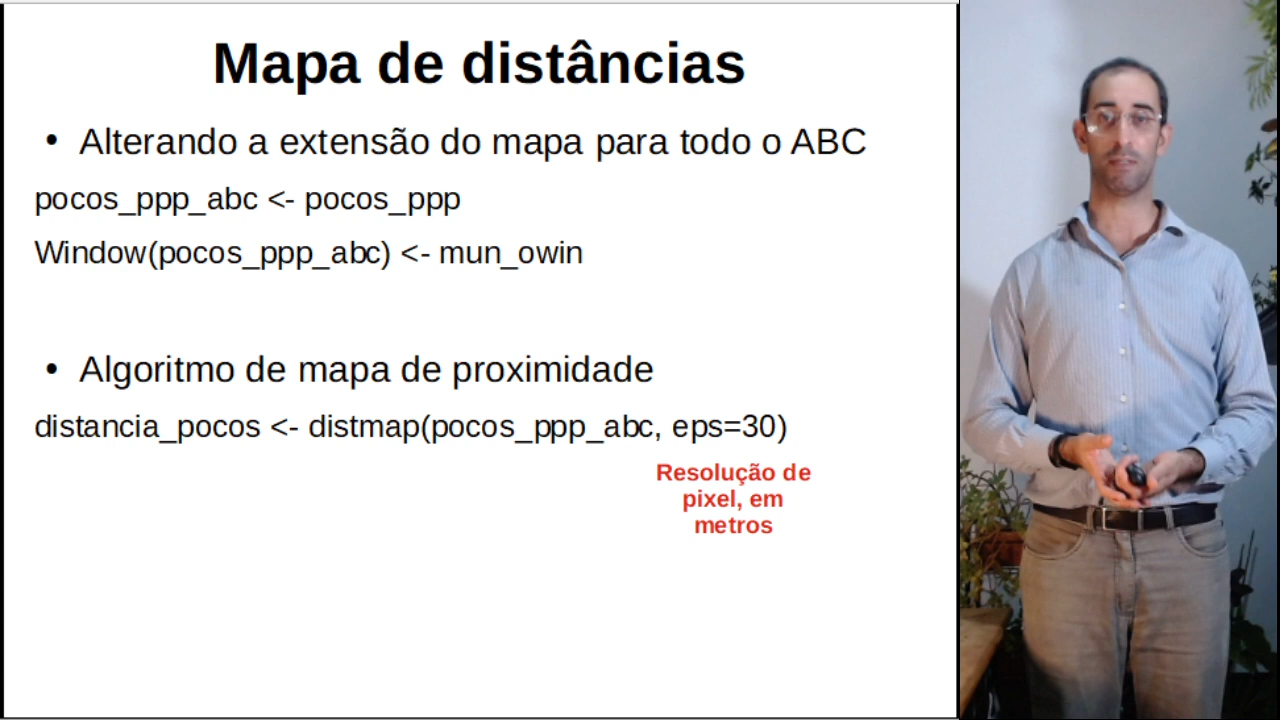 Mapa de distâncias
• Alterando a extensão do mapa para todo o ABC
pocos_ppp_abc <- pocos_ppp
Window(pocos_ppp_abc) <- mun_owin
• Algoritmo de mapa de proximidade
distancia_pocos <- distmap(pocos_ppp_abc, eps=30)
Resolução de
pixel, em
metros